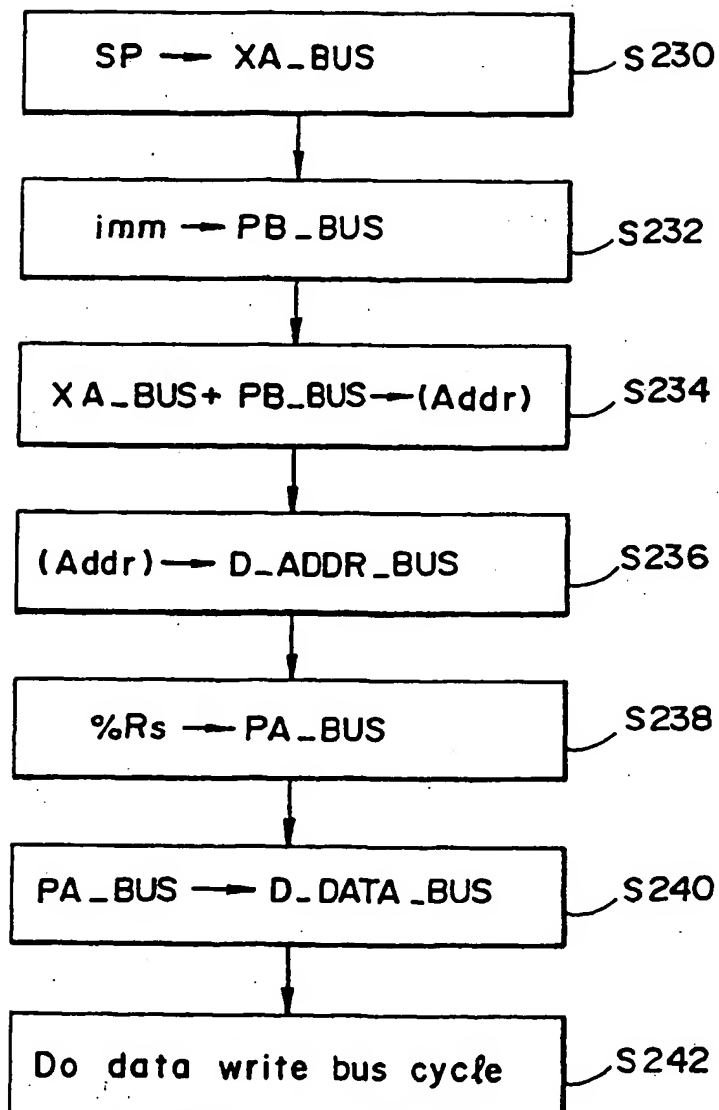 SP → XA_BUS S230
imm → PB_BUS S232
XA_BUS + PB_BUS → (Addr) S234
(Addr) → D_ADDR_BUS S236
%Rs → PA_BUS S238
PA_BUS → D_DATA_BUS S240
Do data write bus cycle S242